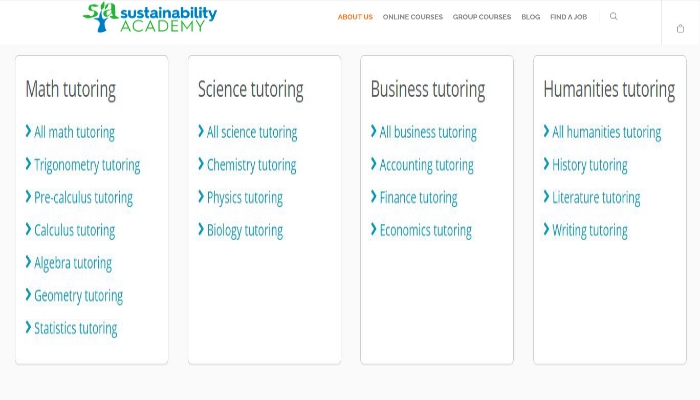 sa sustainability
ACADEMY
ABOUT US ONLINE COURSES GROUP COURSES BLOG FIND A JOB
Math tutoring
All math tutoring
Trigonometry tutoring
Pre-calculus tutoring
Calculus tutoring
Algebra tutoring
Geometry tutoring
Statistics tutoring
Science tutoring
All science tutoring
Chemistry tutoring
Physics tutoring
Biology tutoring
Business tutoring
All business tutoring
Accounting tutoring
Finance tutoring
Economics tutoring
Humanities tutoring
All humanities tutoring
History tutoring
Literature tutoring
Writing tutoring